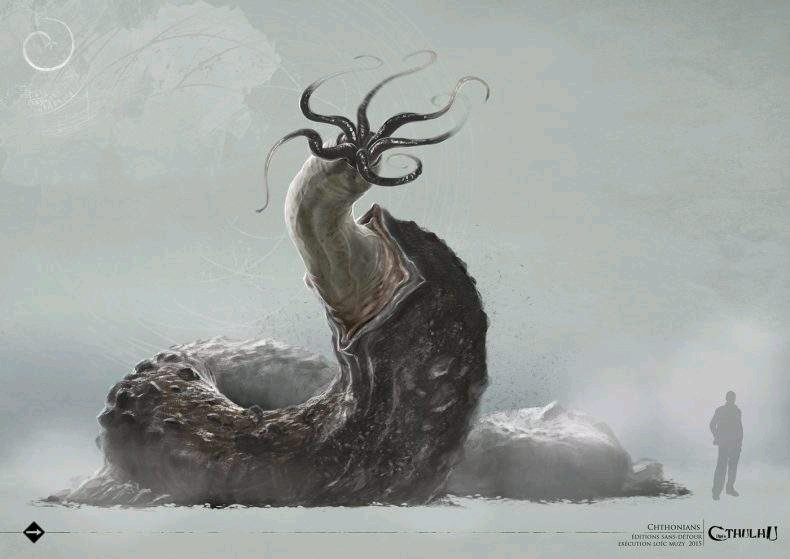 CHTHONIANS
ÉDITIONS SANS-DÉTOUR
EXÉCUTION LOÏC MUZY 2015
CTHULHU